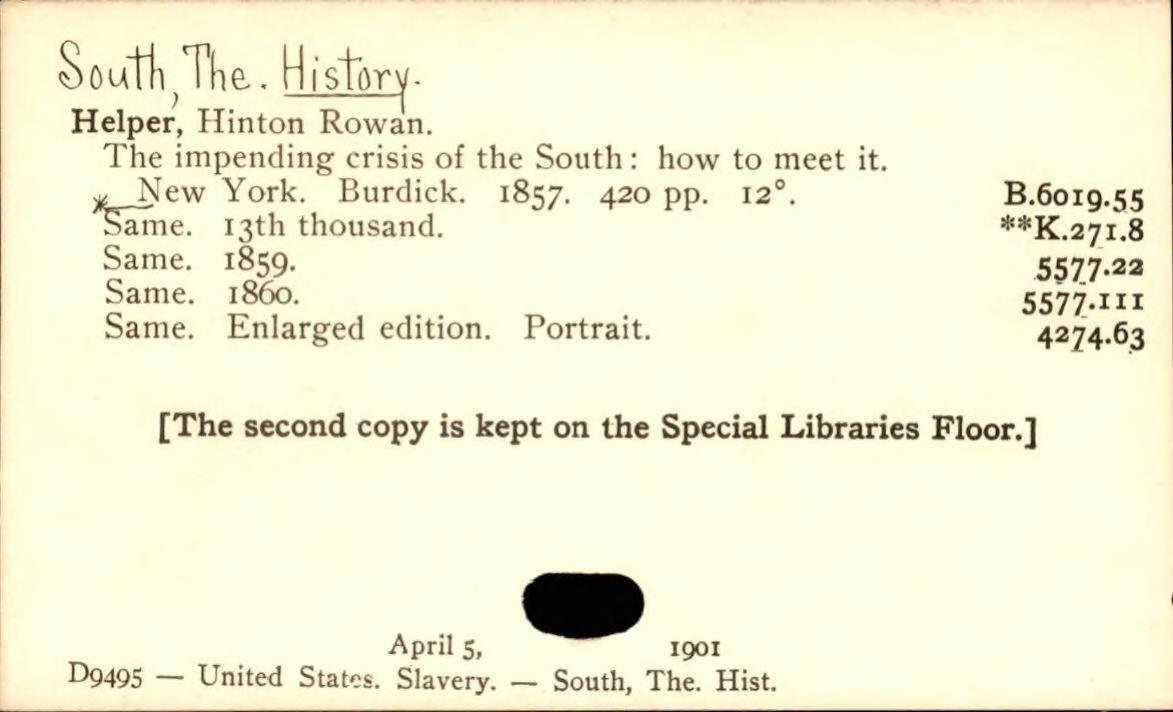 South, The. History.
Helper, Hinton Rowan.
The impending crisis of the South: how to meet it.
* New York. Burdick. 1857. 420 pp. 12°. B.6019.55
Same. 13th thousand. **K.271.8
Same. 1859. 5577.22
Same. 1860. 5577.111
Same. Enlarged edition. Portrait. 4274.63
[The second copy is kept on the Special Libraries Floor.]
April 5, 1901
D9495 — United States. Slavery. — South, The. Hist.